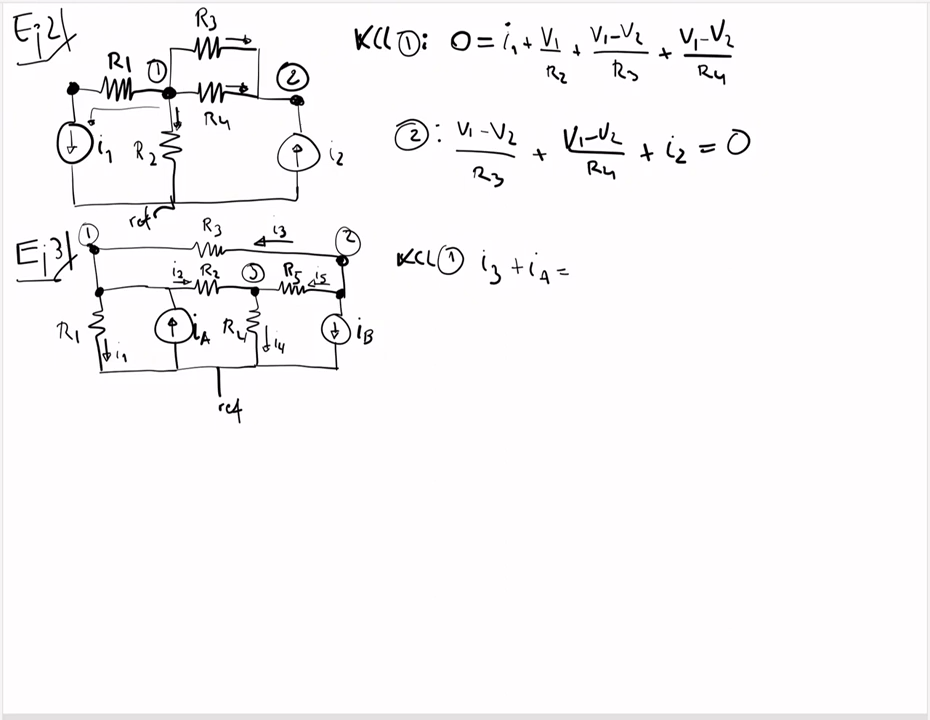 Ej2
R3
KCL ①: 0 = i1 + V1/R2 + (V1-V2)/R3 + (V1-V2)/R4
R1
①
②
R4
i1
R2
i2
②: (V1-V2)/R3 + (V1-V2)/R4 + i2 = 0
ref
Ej3
①
R3
i3
②
KCL ① i3 + iA =
i2
R2
③
R5
i5
R1
i1
iA
R4
i4
iB
ref